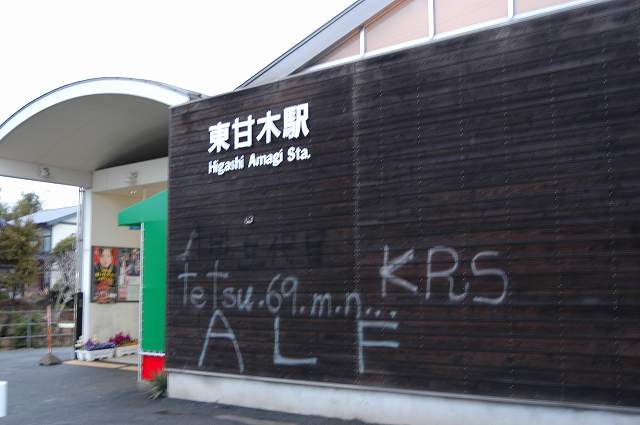 東甘木駅
Higashi Amagi Sta.
KRS
Tetsu.69.m.n...
ALF